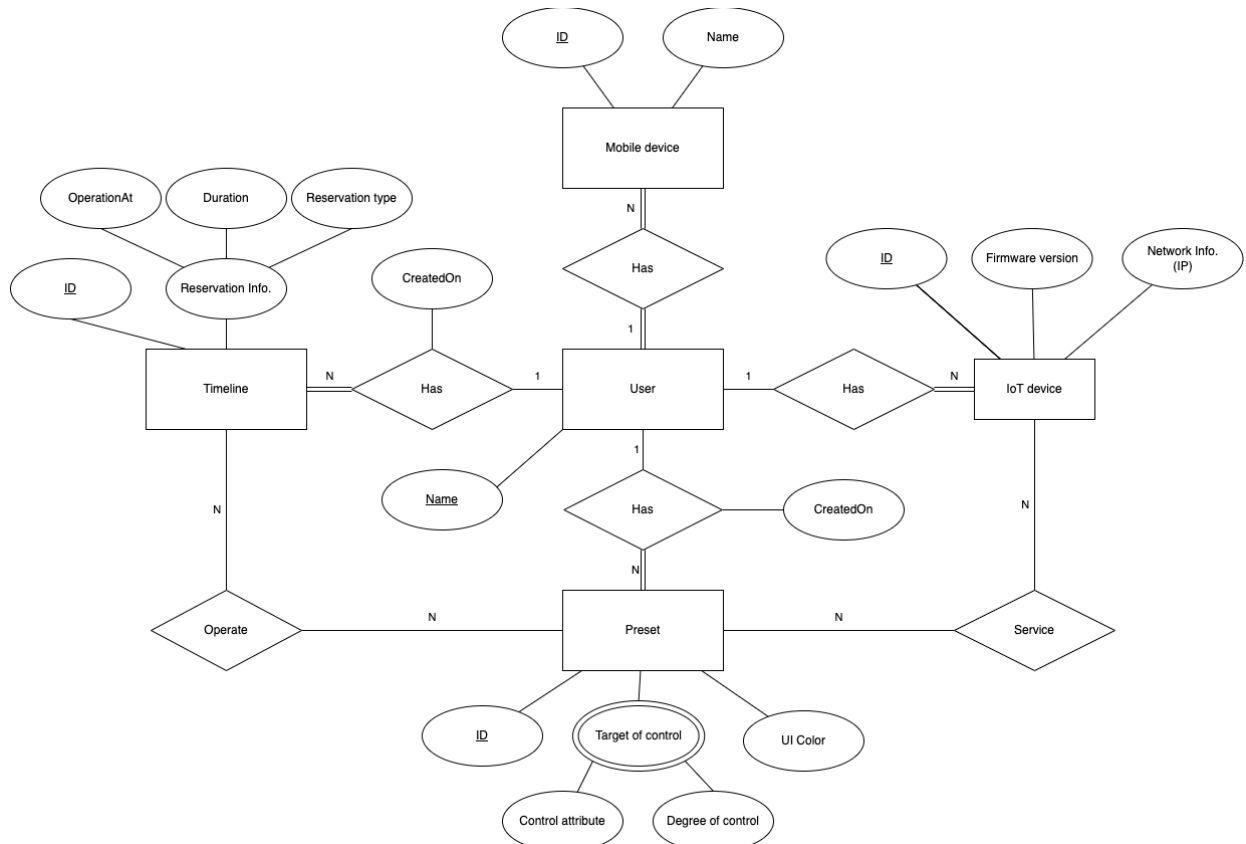 ID
Name
Mobile device
OperationAt
Duration
Reservation type
N
Has
ID
Reservation Info.
CreatedOn
ID
Firmware version
Network Info.
(IP)
1
Timeline
N
Has
1
User
1
Has
N
IoT device
1
Name
Has
CreatedOn
N
N
N
Operate
N
Preset
N
Service
ID
Target of control
UI Color
Control attribute
Degree of control